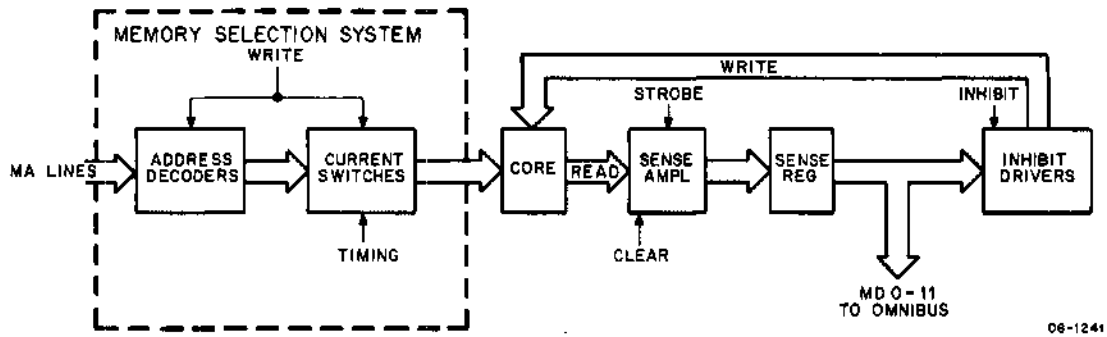 MEMORY SELECTION SYSTEM
WRITE
WRITE
STROBE
INHIBIT
MA LINES
ADDRESS
DECODERS
CURRENT
SWITCHES
CORE
READ
SENSE
AMPL
SENSE
REG
INHIBIT
DRIVERS
TIMING
CLEAR
MD 0-11
TO OMNIBUS
08-1241